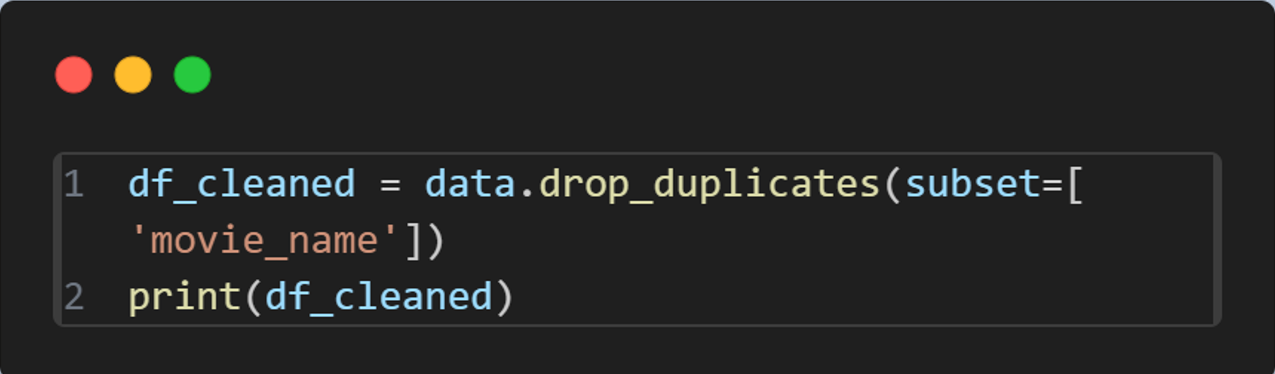 1 df_cleaned = data.drop_duplicates(subset=[
'movie_name'])
2 print(df_cleaned)